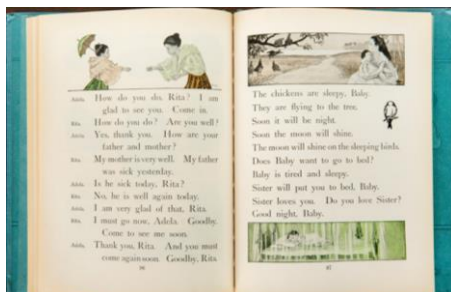 Adela. How do you do, Rita? I am
glad to see you. Come in.
Rita. How do you do? Are you well?
Adela. Yes, thank you. How are your
father and mother?
Rita. My mother is very well. My father
was sick yesterday.
Adela. Is he sick today, Rita?
Rita. No, he is well again today.
Adela. I am very glad of that, Rita.
Rita. I must go now, Adela. Goodby.
Come to see me soon.
Adela. Thank you, Rita. And you must
come again soon. Goodby, Rita.
The chickens are sleepy, Baby.
They are flying to the tree.
Soon it will be night.
Soon the moon will shine.
The moon will shine on the sleeping birds.
Does Baby want to go to bed?
Baby is tired and sleepy.
Sister will put you to bed, Baby.
Sister loves you. Do you love Sister?
Good night, Baby.